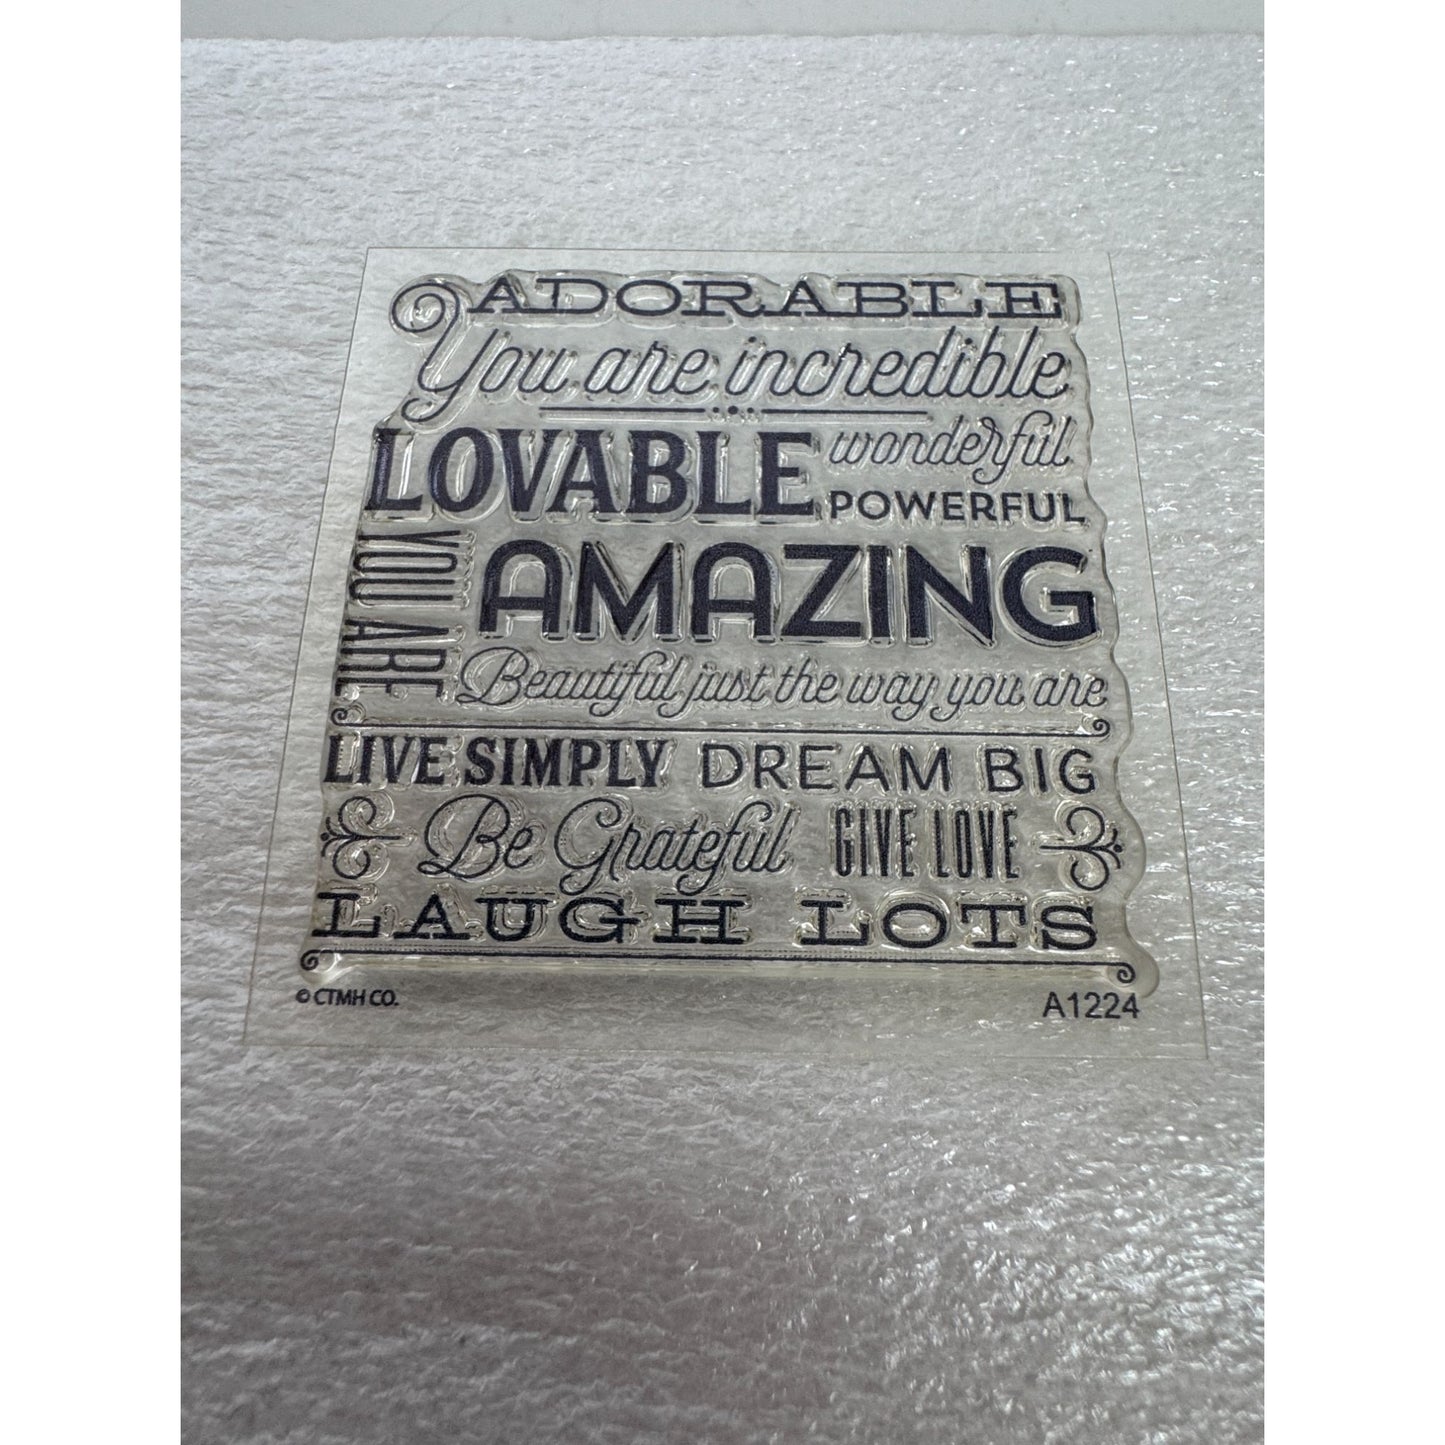 ADORABLE
You are incredible
LOVABLE wonderful
POWERFUL
YOU ARE
AMAZING
Beautiful just the way you are
LIVE SIMPLY DREAM BIG
Be Grateful GIVE LOVE
LAUGH LOTS
© CTMH CO. A1224